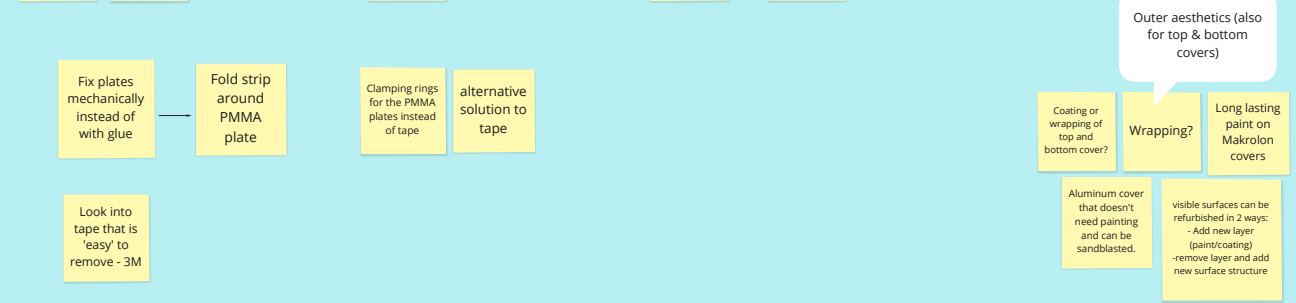 Outer aesthetics (also
for top & bottom
covers)
Fix plates
mechanically
instead of
with glue
Fold strip
around
PMMA
plate
Clamping rings
for the PMMA
plates instead
of tape
alternative
solution to
tape
Coating or
wrapping of
top and
bottom cover?
Wrapping?
Long lasting
paint on
Makrolon
covers
Look into
tape that is
'easy' to
remove - 3M
Aluminum cover
that doesn't
need painting
and can be
sandblasted.
visible surfaces can be
refurbished in 2 ways:
- Add new layer
(paint/coating)
-remove layer and add
new surface structure